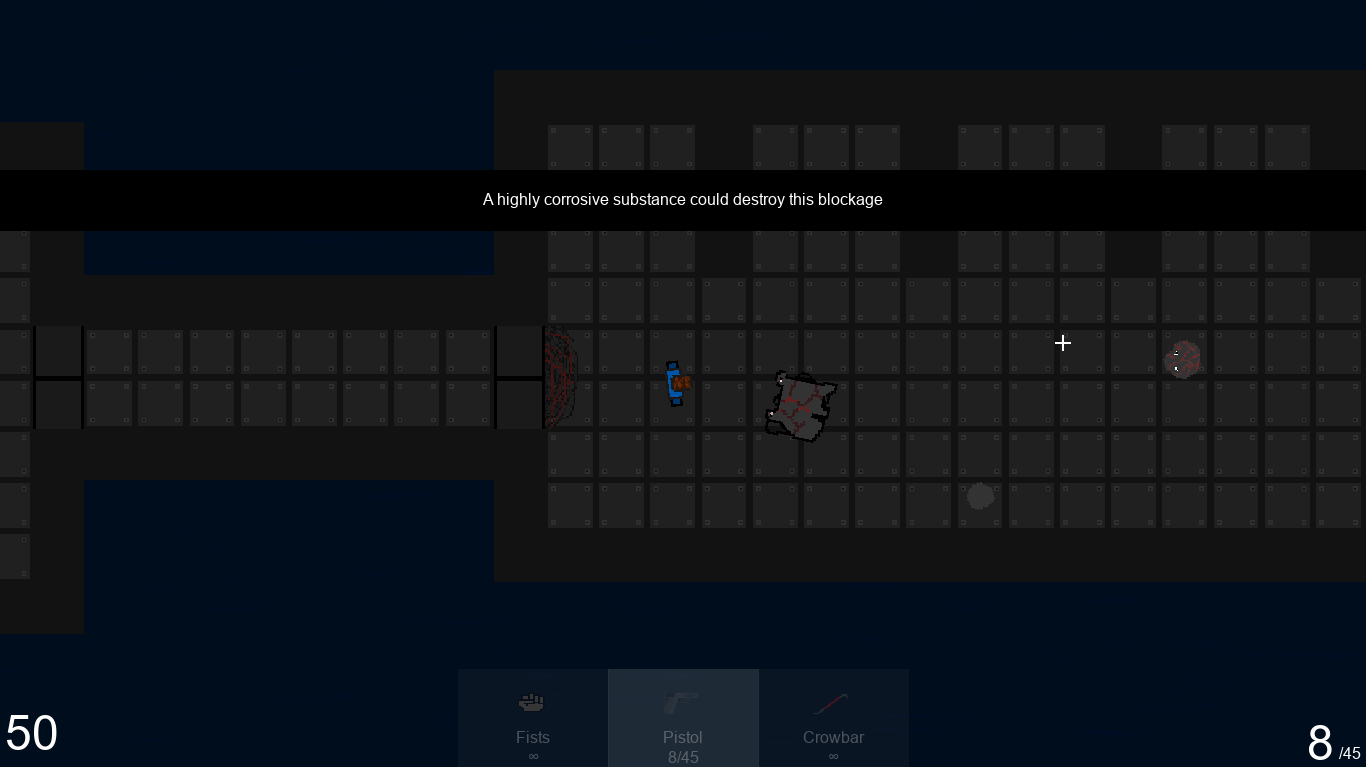 A highly corrosive substance could destroy this blockage
50
Fists
∞
Pistol
8/45
Crowbar
∞
8 /45